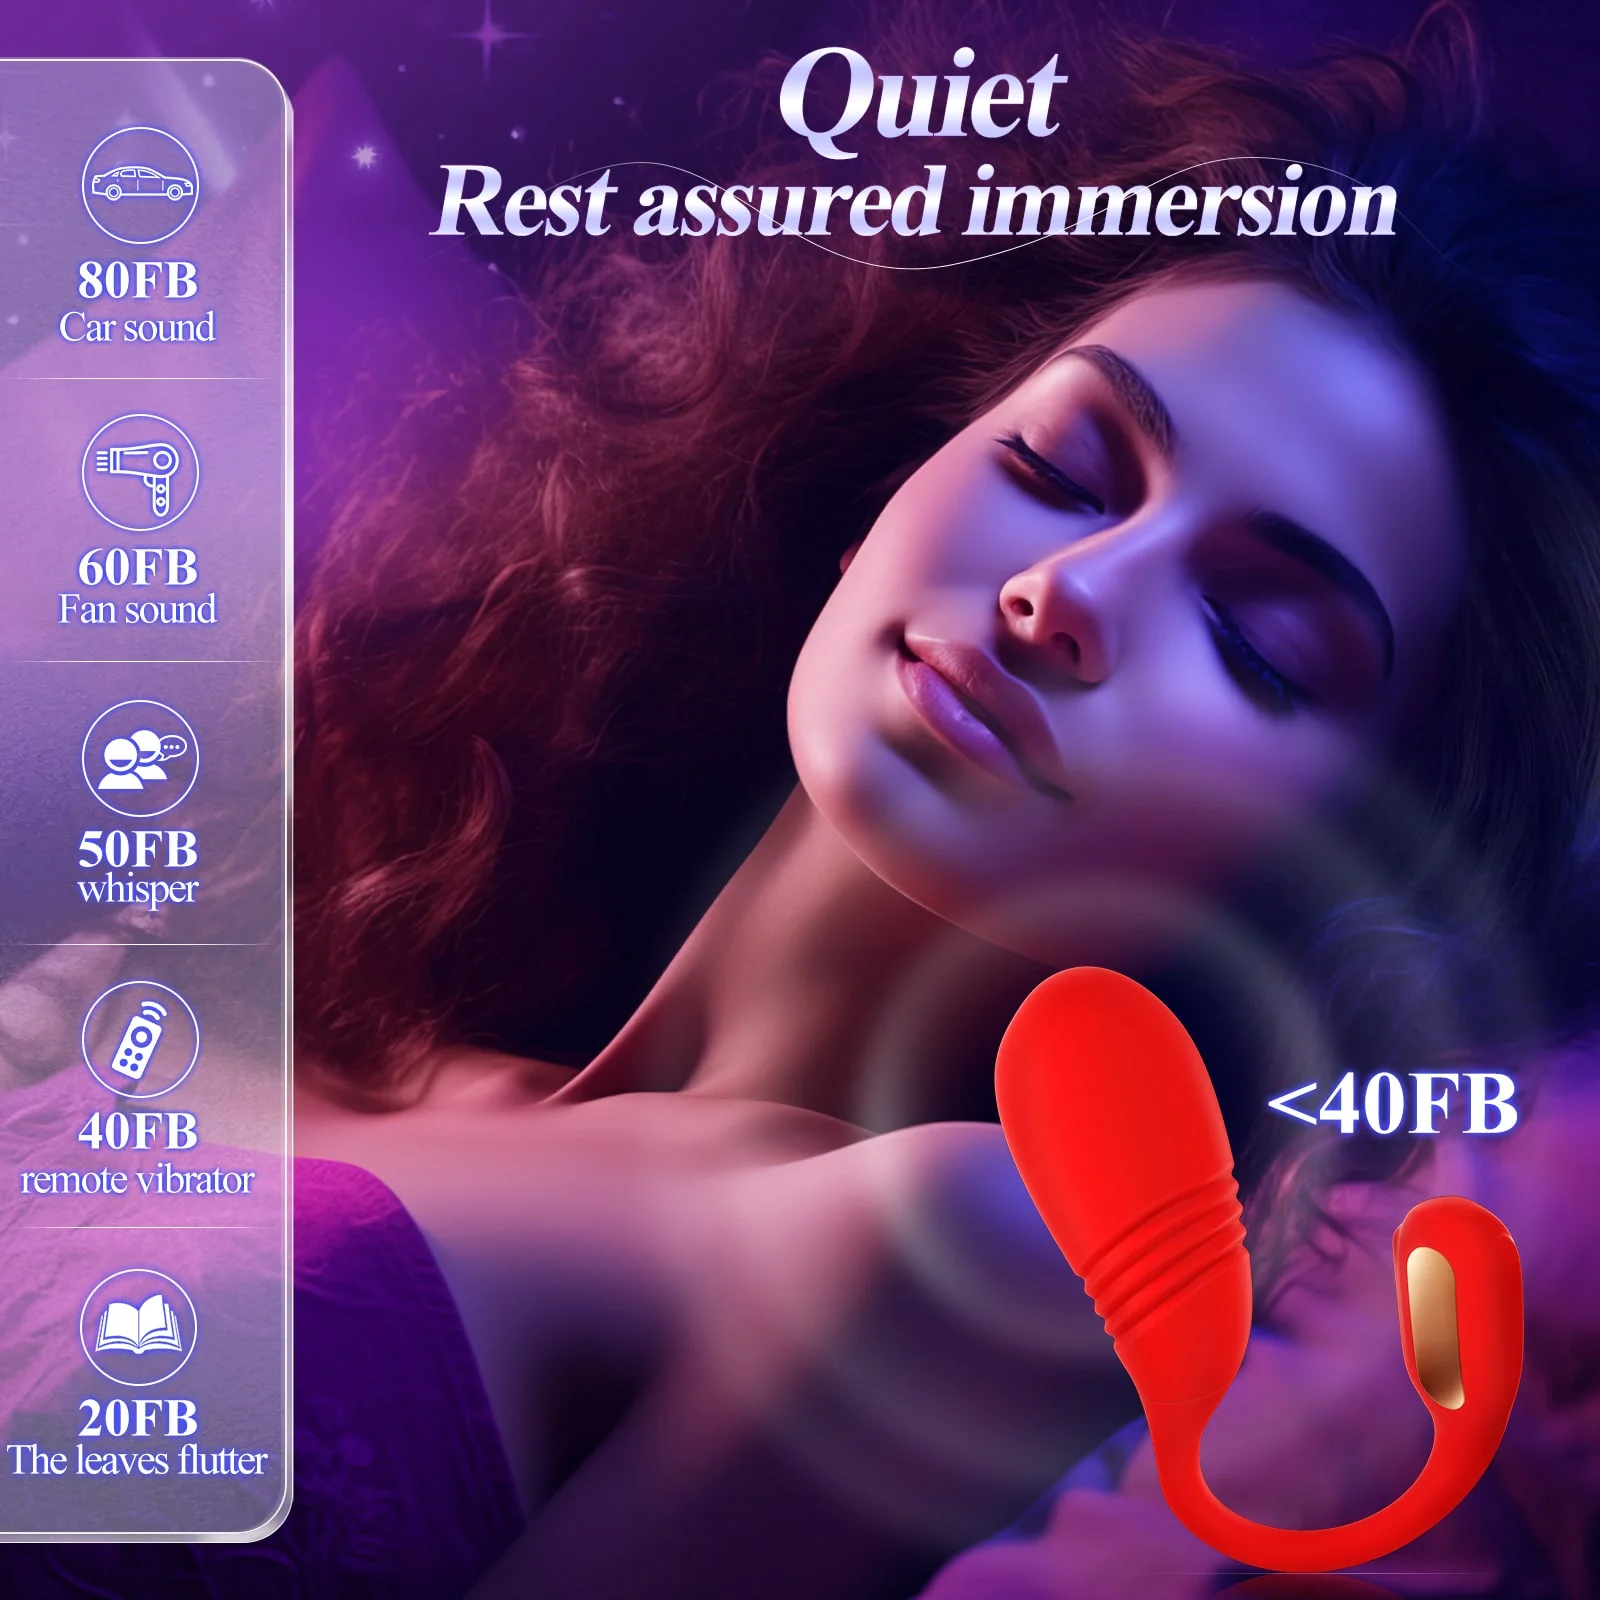 Quiet
Rest assured immersion
80FB
Car sound
60FB
Fan sound
50FB
whisper
40FB
remote vibrator
20FB
The leaves flutter
<40FB